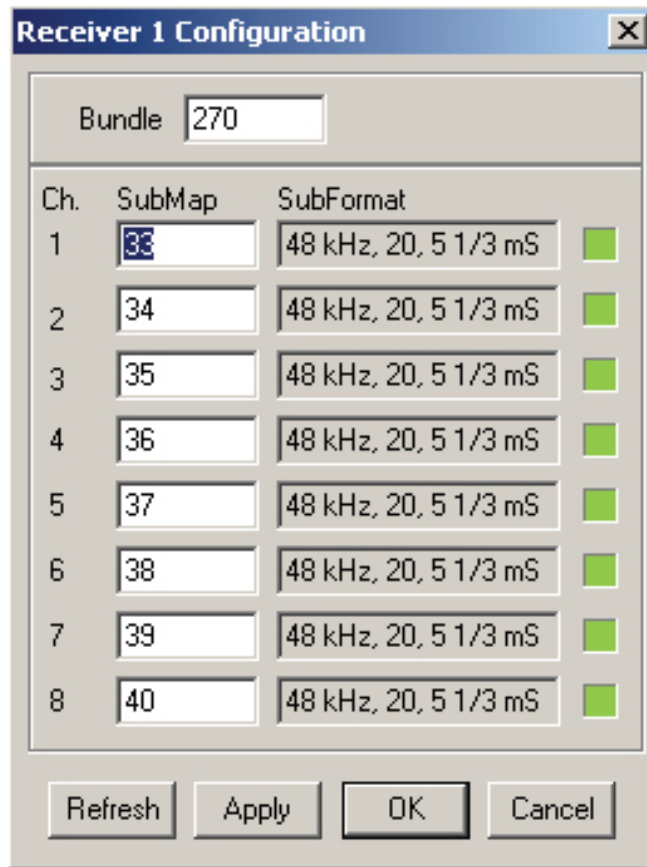 Receiver 1 Configuration
Bundle 270
Ch. SubMap SubFormat
1 33 48 kHz, 20, 5 1/3 mS
2 34 48 kHz, 20, 5 1/3 mS
3 35 48 kHz, 20, 5 1/3 mS
4 36 48 kHz, 20, 5 1/3 mS
5 37 48 kHz, 20, 5 1/3 mS
6 38 48 kHz, 20, 5 1/3 mS
7 39 48 kHz, 20, 5 1/3 mS
8 40 48 kHz, 20, 5 1/3 mS
Refresh Apply OK Cancel